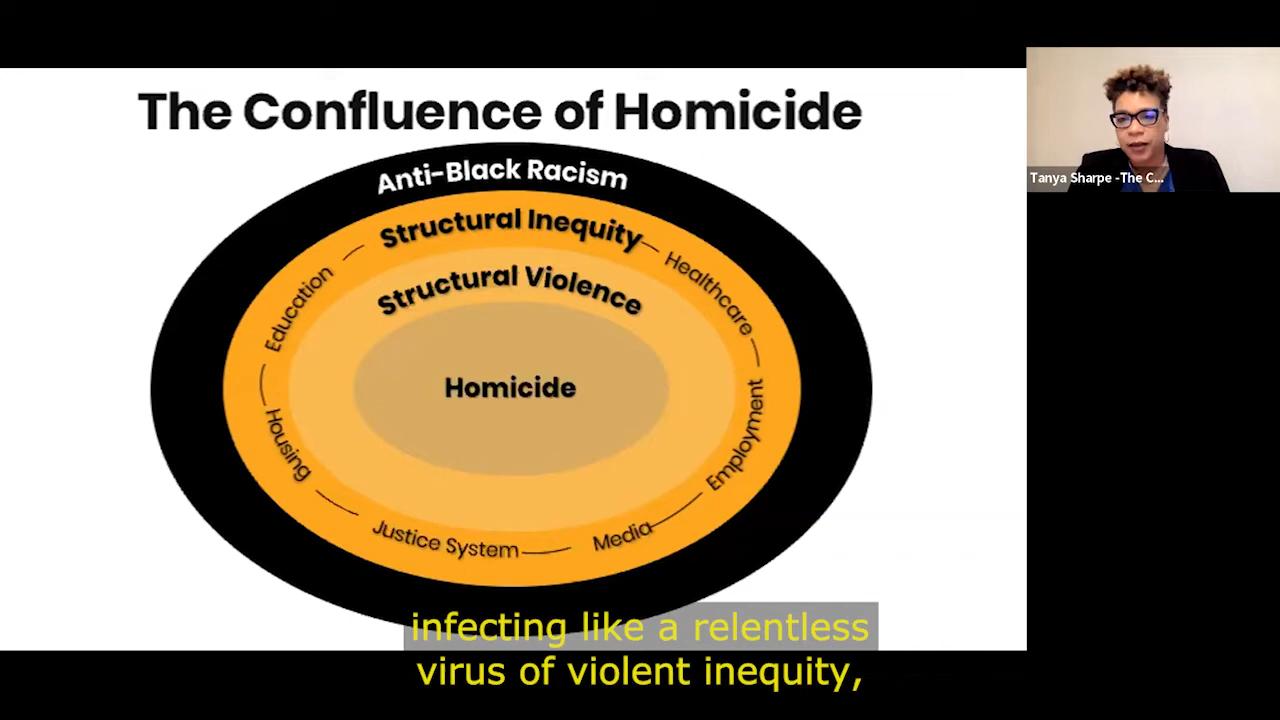 The Confluence of Homicide
Anti-Black Racism
Structural Inequity
Structural Violence
Education
Healthcare
Homicide
Housing
Employment
Justice System
Media
Tanya Sharpe -The C...
infecting like a relentless
virus of violent inequity,